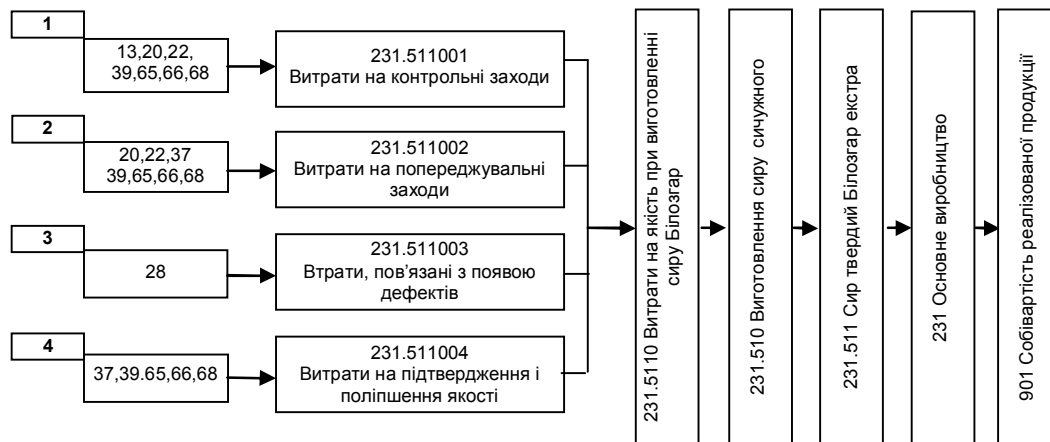 1
13,20,22,
39,65,66,68
231.511001
Витрати на контрольні заходи
2
20,22,37
39,65,66,68
231.511002
Витрати на попереджувальні
заходи
3
28
231.511003
Втрати, пов’язані з появою
дефектів
4
37,39.65,66,68
231.511004
Витрати на підтвердження і
поліпшення якості
231.5110 Витрати на якість при виготовленні
сиру Білозгар
231.510 Виготовлення сиру сичужного
231.511 Сир твердий Білозгар екстра
231 Основне виробництво
901 Собівартість реалізованої продукції